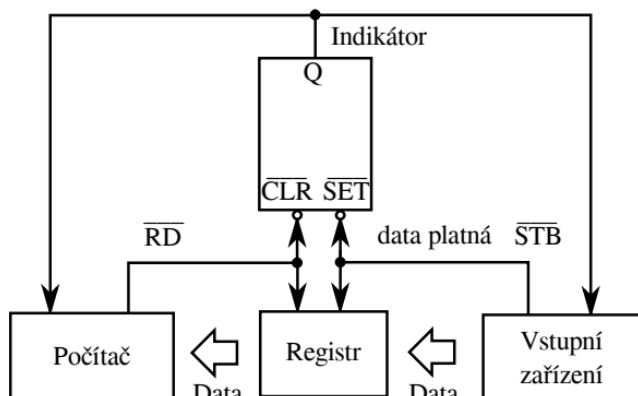 Indikátor
Q
CLR SET
RD
data platná STB
Počítač
Registr
Vstupní
zařízení
Data
Data